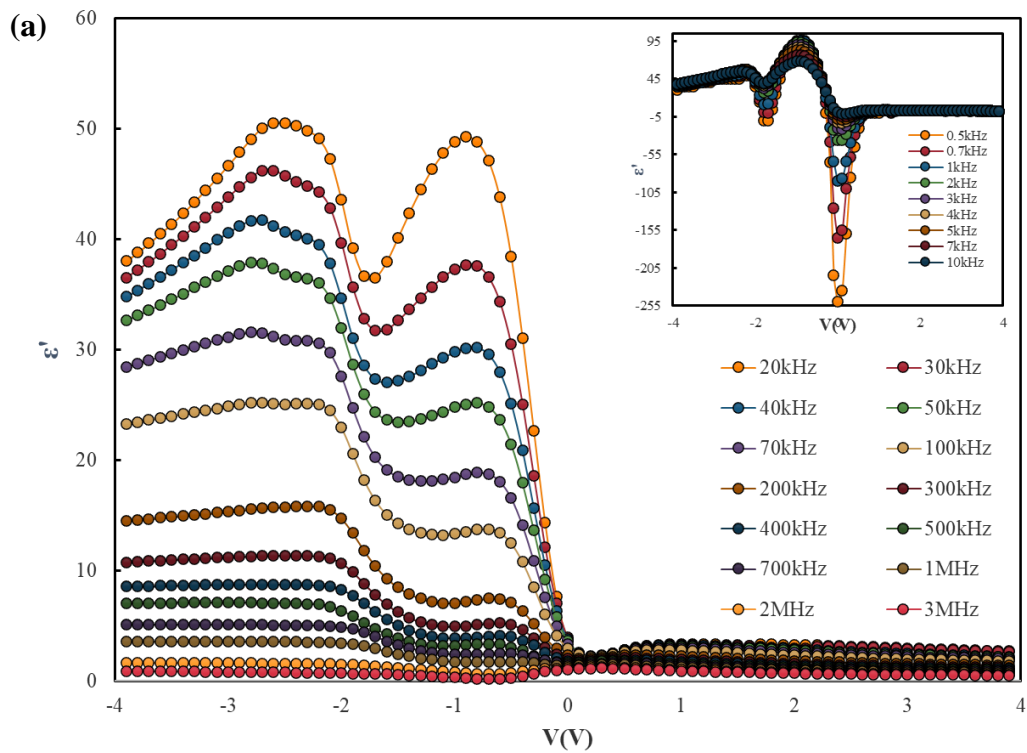 (a)
60
50
40
30
20
10
0
ε'
-4 -3 -2 -1 0 1 2 3 4
V(V)
95
45
-5
-55
-105
-155
-205
-255
ε'
-4 -2 0 2 4
V(V)
0.5kHz
0.7kHz
1kHz
2kHz
3kHz
4kHz
5kHz
7kHz
10kHz
20kHz 30kHz
40kHz 50kHz
70kHz 100kHz
200kHz 300kHz
400kHz 500kHz
700kHz 1MHz
2MHz 3MHz